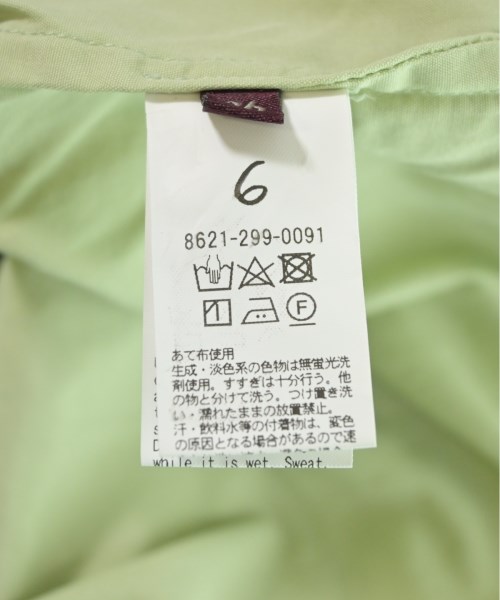 6
8621-299-0091
F
あて布使用
生成・淡色系の色物は無蛍光洗
剤使用。すすぎは十分行う。他
の物と分けて洗う。つけ置き洗
い・濡れたままの放置禁止。
汗・飲料水等の付着物は、変色
の原因となる場合があるので速
while it is wet. Sweat,